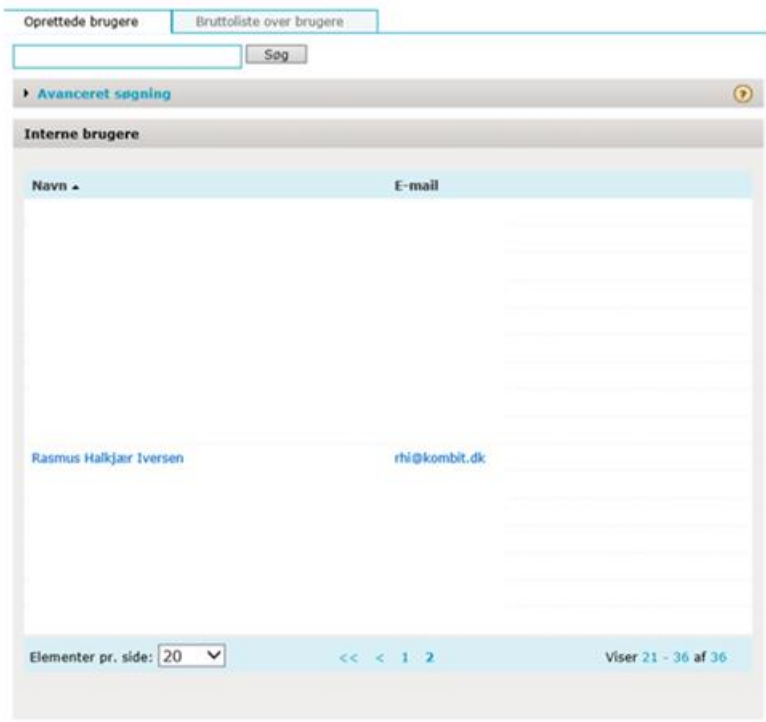 Oprettede brugere Bruttoliste over brugere
Søg
Avanceret søgning ?
Interne brugere
Navn E-mail
Rasmus Halkjær Iversen rhi@kombit.dk
Elementer pr. side: 20 << < 1 2 Viser 21 - 36 af 36